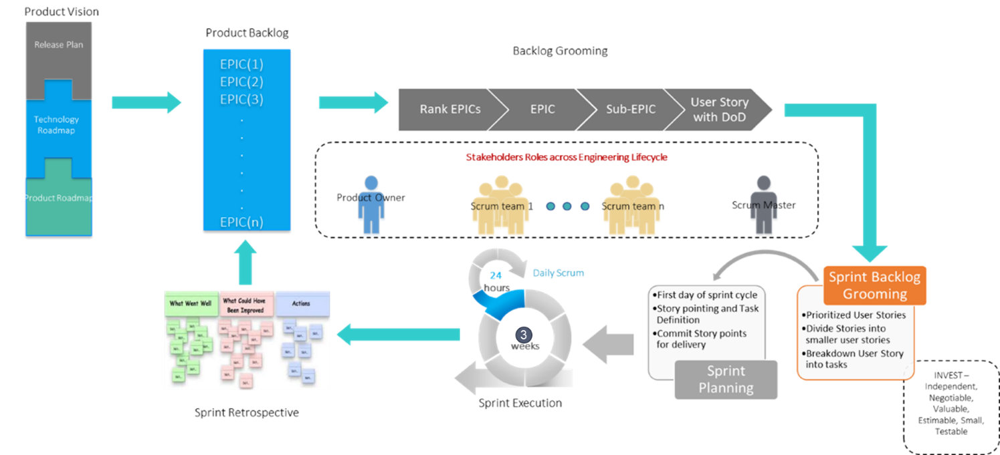 Product Vision
Release Plan
Technology
Roadmap
Product Roadmap
Product Backlog
EPIC(1)
EPIC(2)
EPIC(3)
.
.
.
.
.
.
EPIC(n)
Backlog Grooming
Rank EPICs
EPIC
Sub-EPIC
User Story
with DoD
Stakeholders Roles across Engineering Lifecycle
Product Owner
Scrum team 1
Scrum team n
Scrum Master
Sprint Backlog
Grooming
•Prioritized User Stories
•Divide Stories into
smaller user stories
•Breakdown User Story
into tasks
INVEST –
Independent,
Negotiable,
Valuable,
Estimable, Small,
Testable
•First day of sprint cycle
•Story pointing and Task
Definition
•Commit Story points
for delivery
Sprint
Planning
24
hours
Daily Scrum
3
weeks
Sprint Execution
What Went Well
What Could Have
Been Improved
Actions
Sprint Retrospective